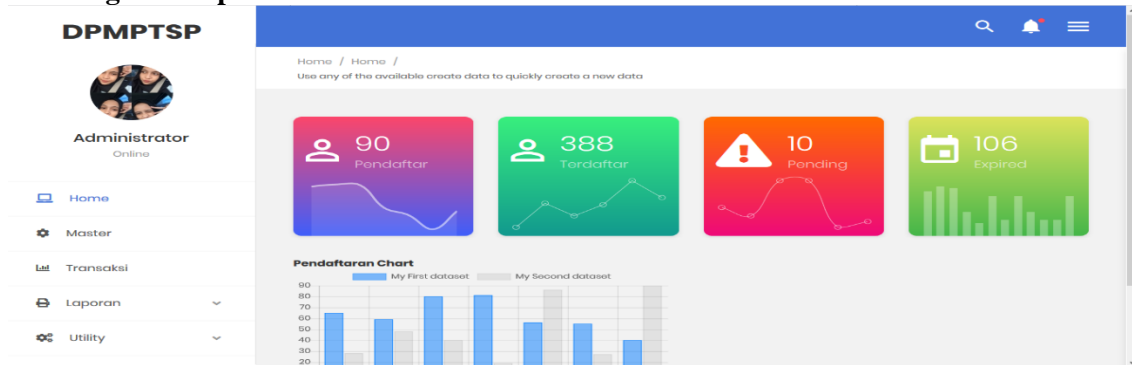 DPMPTSP
Administrator
Online
Home
Master
Transaksi
Laporan
Utility
Home / Home /
Use any of the available create data to quickly create a new data
90
Pendaftar
388
Terdaftar
10
Pending
106
Expired
Pendaftaran Chart
My First dataset My Second dataset
90
80
70
60
50
40
30
20